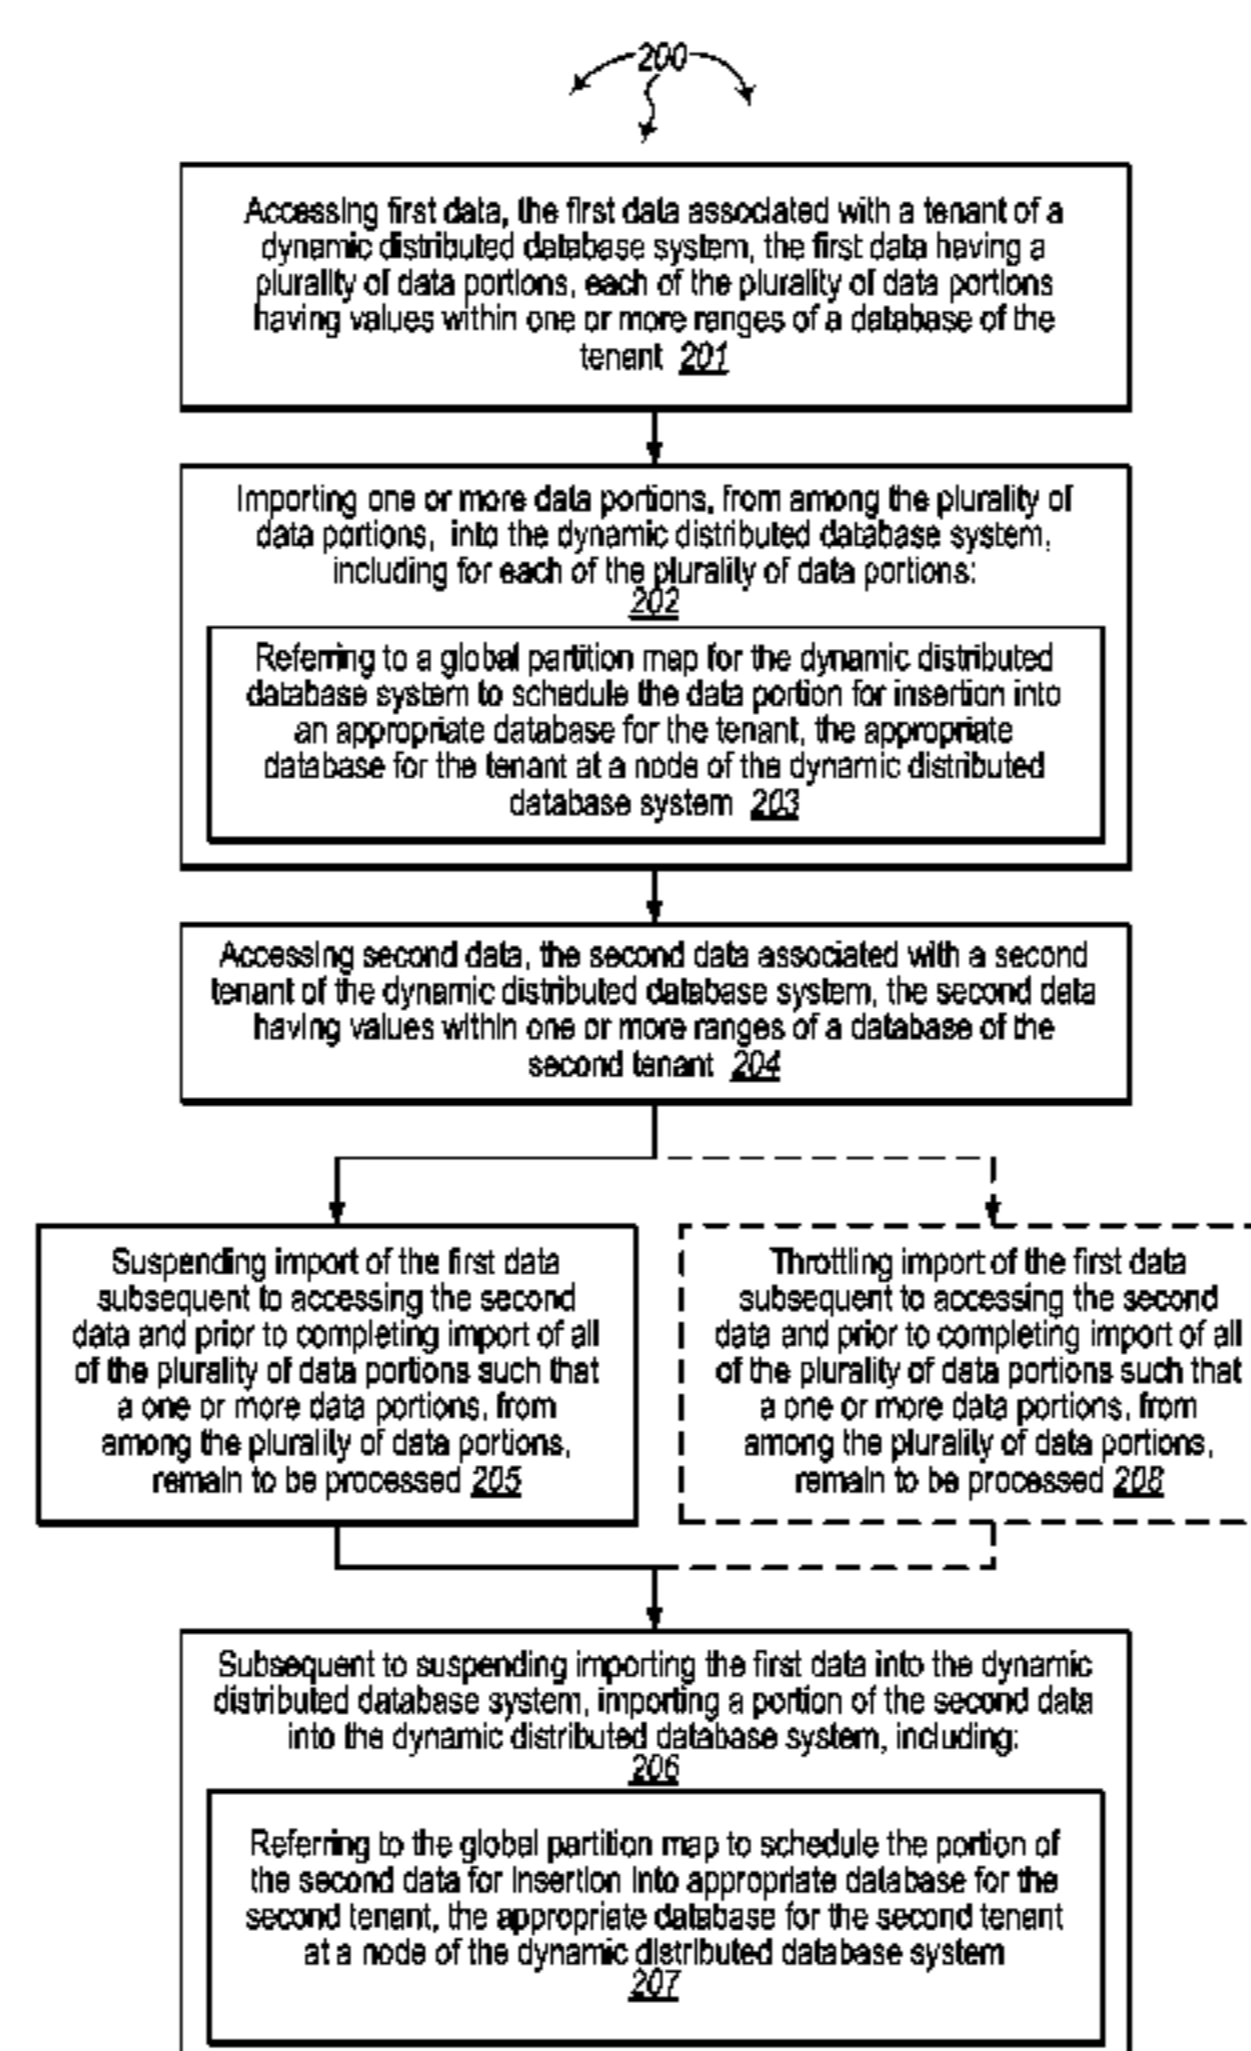 200
Accessing first data, the first data associated with a tenant of a
dynamic distributed database system, the first data having a
plurality of data portions, each of the plurality of data portions
having values within one or more ranges of a database of the
tenant 201
Importing one or more data portions, from among the plurality of
data portions, into the dynamic distributed database system,
including for each of the plurality of data portions:
202
Referring to a global partition map for the dynamic distributed
database system to schedule the data portion for insertion into
an appropriate database for the tenant, the appropriate
database for the tenant at a node of the dynamic distributed
database system 203
Accessing second data, the second data associated with a second
tenant of the dynamic distributed database system, the second data
having values within one or more ranges of a database of the
second tenant 204
Suspending import of the first data
subsequent to accessing the second
data and prior to completing import of all
of the plurality of data portions such that
a one or more data portions, from
among the plurality of data portions,
remain to be processed 205
Throttling import of the first data
subsequent to accessing the second
data and prior to completing import of all
of the plurality of data portions such that
a one or more data portions, from
among the plurality of data portions,
remain to be processed 208
Subsequent to suspending importing the first data into the dynamic
distributed database system, importing a portion of the second data
into the dynamic distributed database system, including:
206
Referring to the global partition map to schedule the portion of
the second data for insertion into appropriate database for the
second tenant, the appropriate database for the second tenant
at a node of the dynamic distributed database system
207